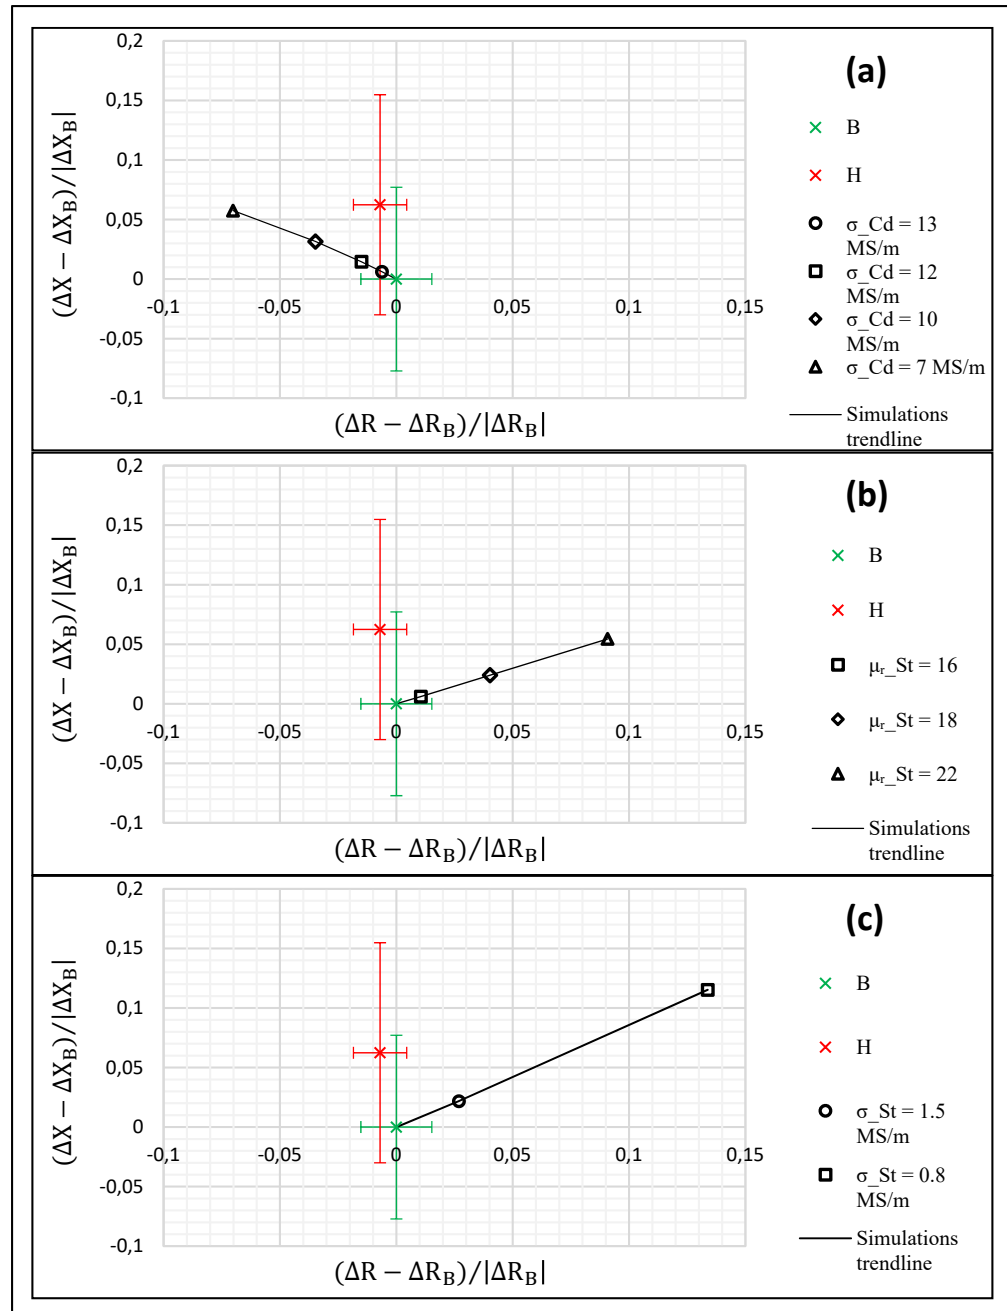 (a)
0,2
0,15
0,1
0,05
0
-0,05
-0,1
-0,1
-0,05
0
0,05
0,1
0,15
(ΔX − ΔX_B)/|ΔX_B|
(ΔR − ΔR_B)/|ΔR_B|
B
H
σ_Cd = 13
MS/m
σ_Cd = 12
MS/m
σ_Cd = 10
MS/m
σ_Cd = 7 MS/m
Simulations
trendline
(b)
0,2
0,15
0,1
0,05
0
-0,05
-0,1
-0,1
-0,05
0
0,05
0,1
0,15
(ΔX − ΔX_B)/|ΔX_B|
(ΔR − ΔR_B)/|ΔR_B|
B
H
μᵣ_St = 16
μᵣ_St = 18
μᵣ_St = 22
Simulations
trendline
(c)
0,2
0,15
0,1
0,05
0
-0,05
-0,1
-0,1
-0,05
0
0,05
0,1
0,15
(ΔX − ΔX_B)/|ΔX_B|
(ΔR − ΔR_B)/|ΔR_B|
B
H
σ_St = 1.5
MS/m
σ_St = 0.8
MS/m
Simulations
trendline